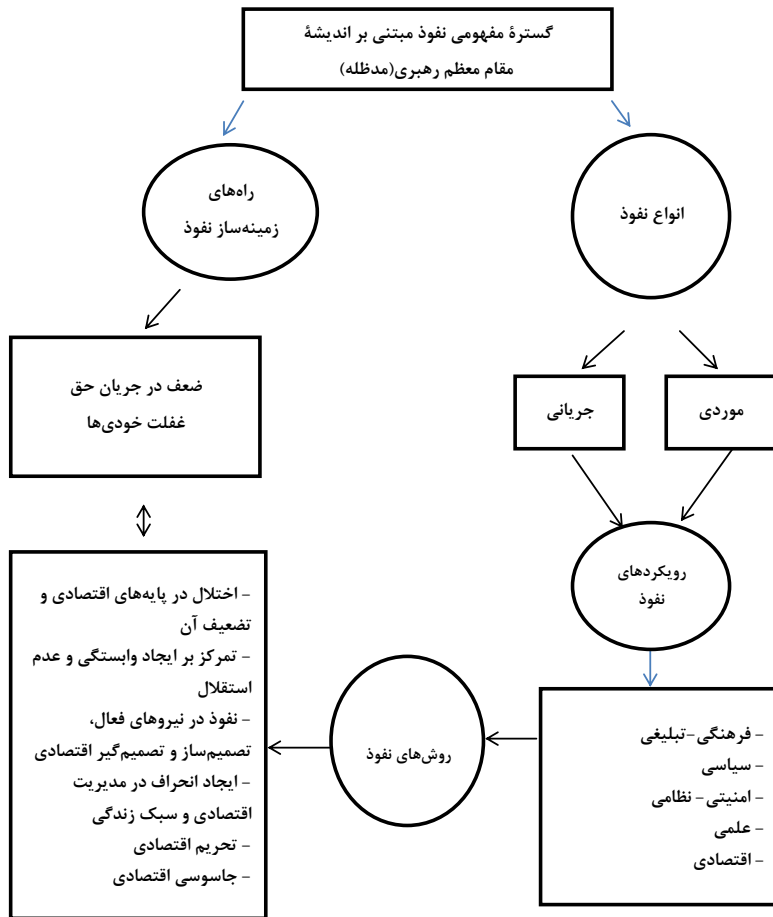 گسترۀ مفهومی نفوذ مبتنی بر اندیشۀ
مقام معظم رهبری(مدظله)
انواع نفوذ
راه‌های
زمینه‌ساز نفوذ
موردی
جریانی
ضعف در جریان حق
غفلت خودی‌ها
رویکردهای
نفوذ
- فرهنگی-تبلیغی
- سیاسی
- امنیتی- نظامی
- علمی
- اقتصادی
روش‌های نفوذ
- اختلال در پایه‌های اقتصادی و
تضعیف آن
- تمرکز بر ایجاد وابستگی و عدم
استقلال
- نفوذ در نیروهای فعال،
تصمیم‌ساز و تصمیم‌گیر اقتصادی
- ایجاد انحراف در مدیریت
اقتصادی و سبک زندگی
- تحریم اقتصادی
- جاسوسی اقتصادی